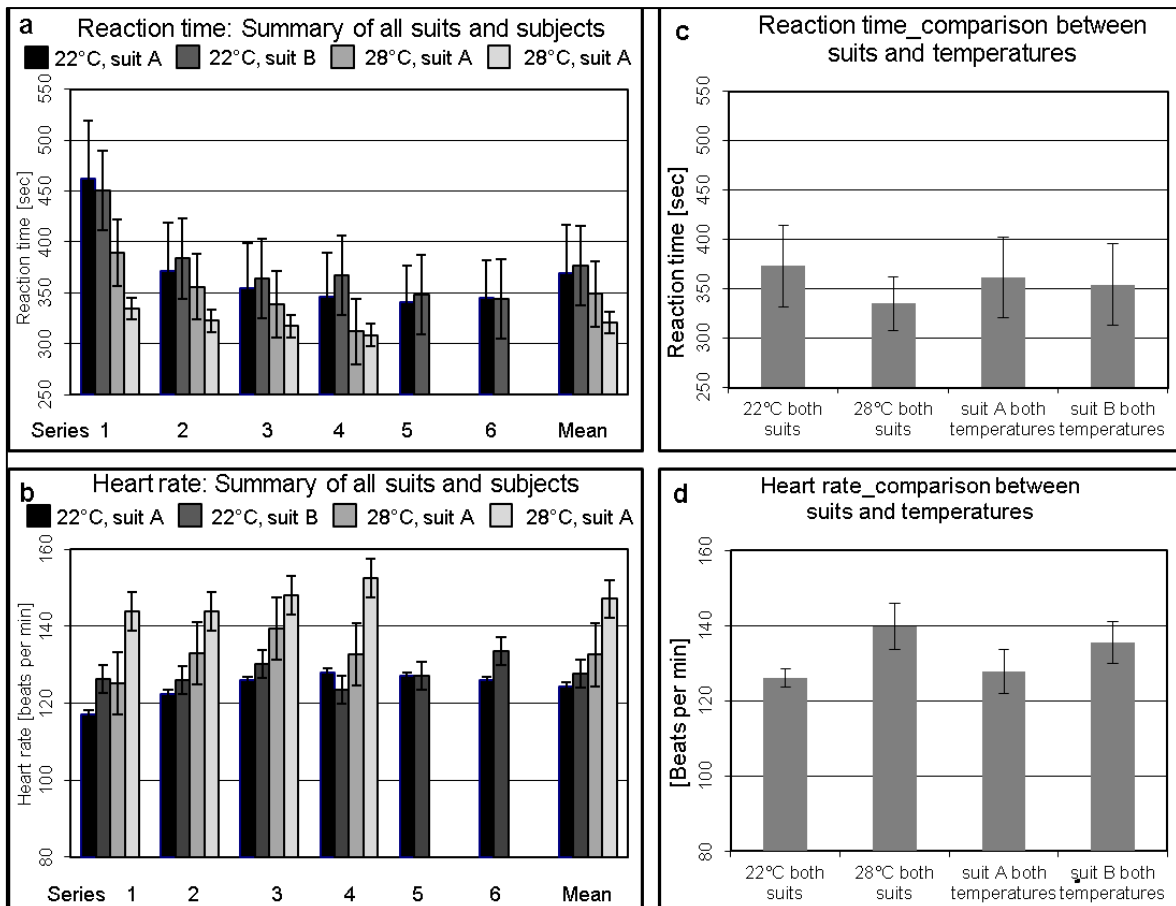 a Reaction time: Summary of all suits and subjects
22°C, suit A 22°C, suit B 28°C, suit A 28°C, suit A
Reaction time [sec]
550
500
450
400
350
300
250
Series 1 2 3 4 5 6 Mean
c Reaction time_comparison between
suits and temperatures
Reaction time [sec]
550
500
450
400
350
300
250
22°C both suits
28°C both suits
suit A both temperatures
suit B both temperatures
b Heart rate: Summary of all suits and subjects
22°C, suit A 22°C, suit B 28°C, suit A 28°C, suit A
Heart rate [beats per min]
160
140
120
100
80
Series 1 2 3 4 5 6 Mean
d Heart rate_comparison between
suits and temperatures
[Beats per min]
160
140
120
100
80
22°C both suits
28°C both suits
suit A both temperatures
suit B both temperatures